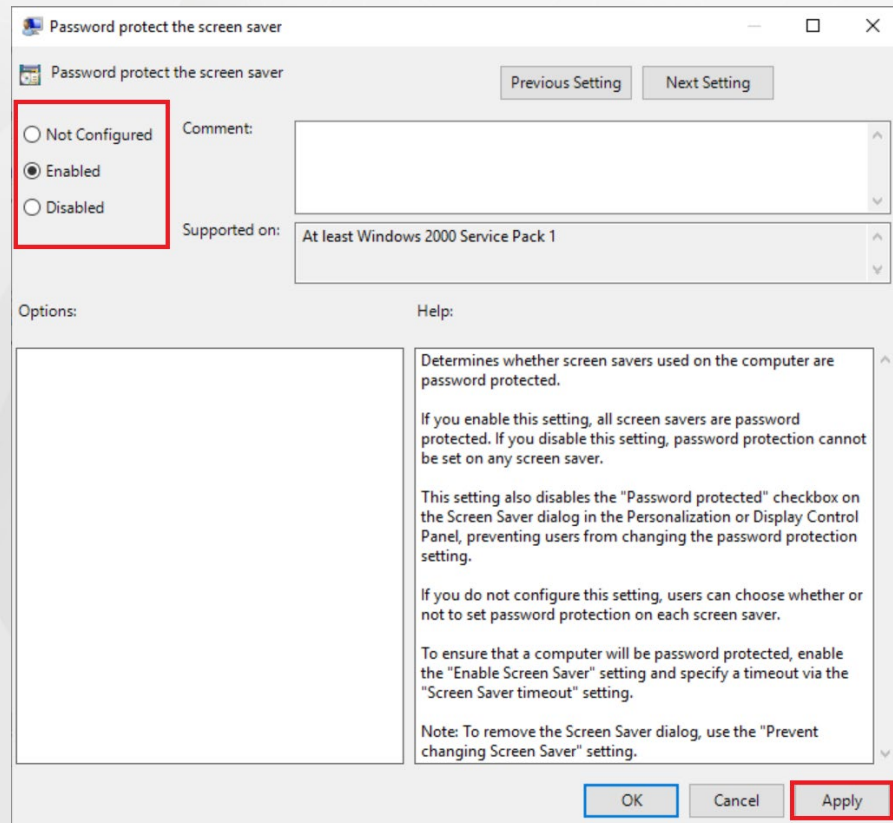 Password protect the screen saver
Password protect the screen saver
Previous Setting
Next Setting
Not Configured
Enabled
Disabled
Comment:
Supported on:
At least Windows 2000 Service Pack 1
Options:
Help:
Determines whether screen savers used on the computer are
password protected.
If you enable this setting, all screen savers are password
protected. If you disable this setting, password protection cannot
be set on any screen saver.
This setting also disables the "Password protected" checkbox on
the Screen Saver dialog in the Personalization or Display Control
Panel, preventing users from changing the password protection
setting.
If you do not configure this setting, users can choose whether or
not to set password protection on each screen saver.
To ensure that a computer will be password protected, enable
the "Enable Screen Saver" setting and specify a timeout via the
"Screen Saver timeout" setting.
Note: To remove the Screen Saver dialog, use the "Prevent
changing Screen Saver" setting.
OK
Cancel
Apply